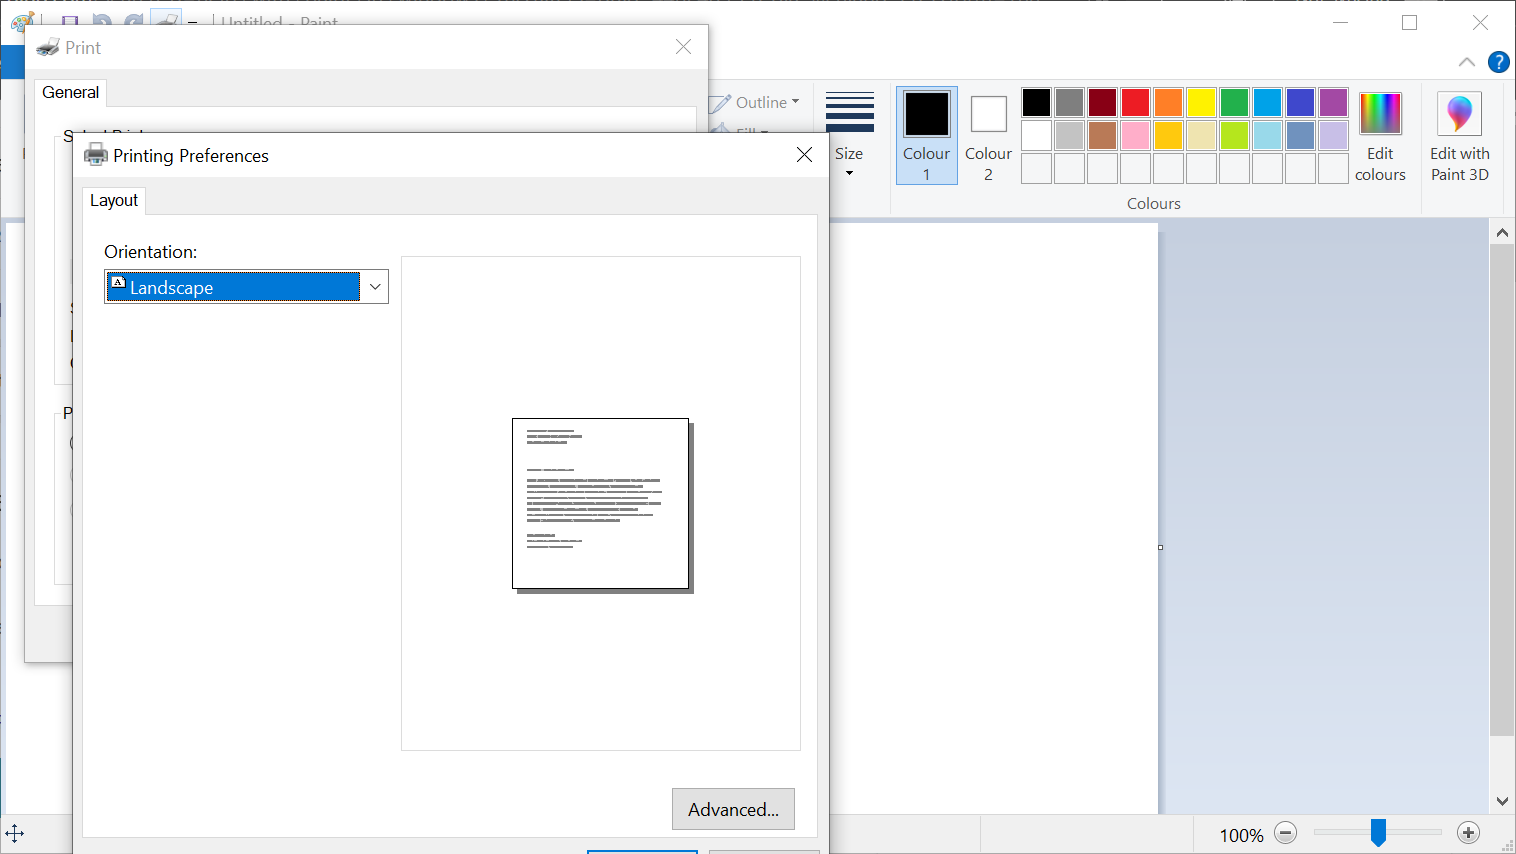 Untitled - Paint
Print
General
Outline
Fill
Size
Colour
1
Colour
2
Edit
colours
Edit with
Paint 3D
Colours
Printing Preferences
Layout
Orientation:
Landscape
Advanced...
100%